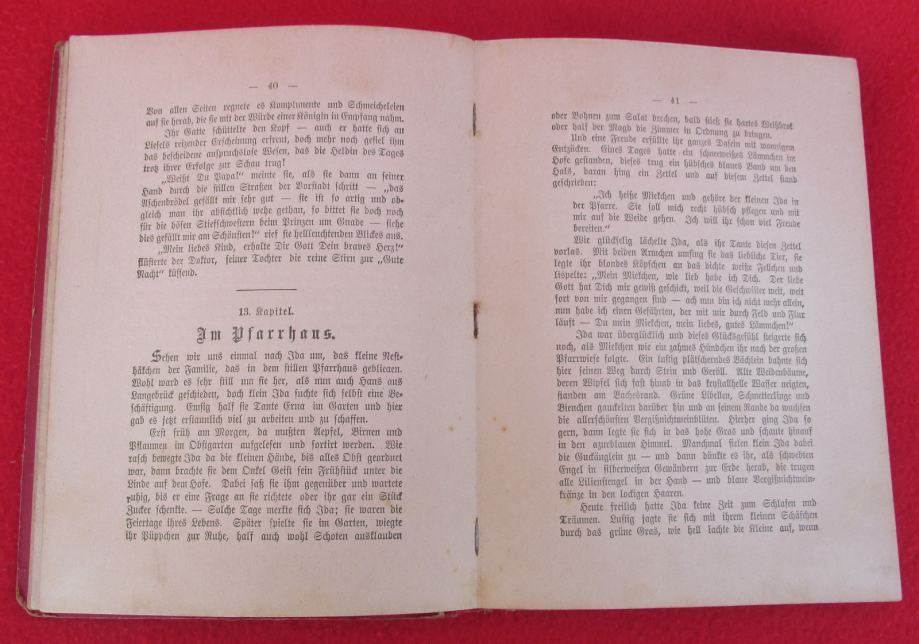 — 40 —
Von allen Seiten regnete es Komplimente und Schmeicheleien
auf sie herab, die sie mit der Würde einer Königin in Empfang nahm.
Ihr Gatte schüttelte den Kopf — auch er hatte sich an
Liesels reizender Erscheinung erfreut, doch mehr noch gefiel ihm
das bescheidene anspruchslose Wesen, das die Heldin des Tages
trotz ihrer Erfolge zur Schau trug!
„Weißt Du Papa!" meinte sie, als sie dann an seiner
Hand durch die stillen Straßen der Vorstadt schritt — „das
Aschenbrödel gefällt mir sehr gut — sie ist so artig und ob-
gleich man ihr absichtlich wehe gethan, so bittet sie doch noch
für die bösen Stiefschwestern beim Prinzen um Gnade — siehe
dies gefällt mir am Schönsten!" rief sie hellleuchtenden Blickes aus.
„Mein liebes Kind, erhalte Dir Gott Dein braves Herz!"
flüsterte der Doktor, seiner Tochter die reine Stirn zur „Gute
Nacht" küssend.
13. Kapitel.
Im Pfarrhaus.
Sehen wir uns einmal nach Ida um, das kleine Nest-
häkchen der Familie, das in dem stillen Pfarrhaus geblieben.
Wohl ward es sehr still um sie her, als nun auch Hans aus
Langebrück geschieden, doch klein Ida suchte sich selbst eine Be-
schäftigung. Emsig half sie Tante Erna im Garten und hier
gab es jetzt erstaunlich viel zu arbeiten und zu schaffen.
Erst früh am Morgen, da mußten Aepfel, Birnen und
Pflaumen im Obstgarten aufgelesen und sortirt werden. Wie
rasch bewegte Ida da die kleinen Hände, bis alles Obst geordnet
war, dann brachte sie dem Onkel Geist sein Frühstück unter die
Linde auf dem Hofe. Dabei saß sie ihm gegenüber und wartete
ruhig, bis er eine Frage an sie richtete oder ihr gar ein Stück
Zucker schenkte. — Solche Tage merkte sich Ida; sie waren die
Feiertage ihres Lebens. Später spielte sie im Garten, wiegte
ihr Püppchen zur Ruhe, half auch wohl Schoten ausklauben
— 41 —
oder Bohnen zum Salat brechen, bald stieß sie hartes Weißbrot
oder half der Magd die Zimmer in Ordnung zu bringen.
Und eine Freude erfüllte ihr ganzes Dasein mit wonnigem
Entzücken. Eines Tages hatte ein schneeweißes Lämmchen im
Hofe gestanden, dieses trug ein hübsches blaues Band um den
Hals, daran hing ein Zettel und auf diesem Zettel stand
geschrieben:
„Ich heiße Miekchen und gehöre der kleinen Ida in
der Pfarre. Sie soll mich recht hübsch pflegen und mit
mir auf die Weide gehen. Ich will ihr schon viel Freude
bereiten."
Wie glückselig lächelte Ida, als ihr Tante diesen Zettel
vorlas. Mit beiden Armchen umfing sie das liebliche Tier, sie
legte ihr blondes Köpfchen an das dichte weiße Fellchen und
lispelte: „Mein Miekchen, wie lieb habe ich Dich. Der liebe
Gott hat Dich mir gewiß geschickt, weil die Geschwister weit, weit
fort von mir gegangen sind — ach nun bin ich nicht mehr allein,
nun habe ich einen Gefährten, der mit mir durch Feld und Flur
läuft — Du mein Miekchen, mein liebes, gutes Lämmchen!"
Ida war überglücklich und dieses Glücksgefühl steigerte sich
noch, als Miekchen wie ein zahmes Hündchen ihr nach der großen
Pfarrwiese folgte. Ein lustig plätscherndes Bächlein bahnte sich
hier seinen Weg durch Stein und Geröll. Alte Weidenbäume,
deren Wipfel sich fast hinab in das krystallhelle Wasser neigten,
standen am Bachesrand. Grüne Libellen, Schmetterlinge und
Bienchen gauckelten darüber hin und an seinem Rande da wuchsen
die allerschönsten Vergißnichtmeinblüten. Hierher ging Ida so
gern, dann legte sie sich in das hohe Gras und schaute hinauf
in den azurblauen Himmel. Manchmal fielen klein Ida dabei
die Guckäuglein zu — und dann dünkte es ihr, als schwebten
Engel in silberweißen Gewändern zur Erde herab, die trugen
alle Lilienstengel in der Hand — und blaue Vergißnichtmein-
kränze in den lockigen Haaren.
Heute freilich hatte Ida keine Zeit zum Schlafen und
Träumen. Lustig jagte sie sich mit ihrem kleinen Schäfchen
durch das grüne Gras, wie hell lachte die Kleine auf, wenn